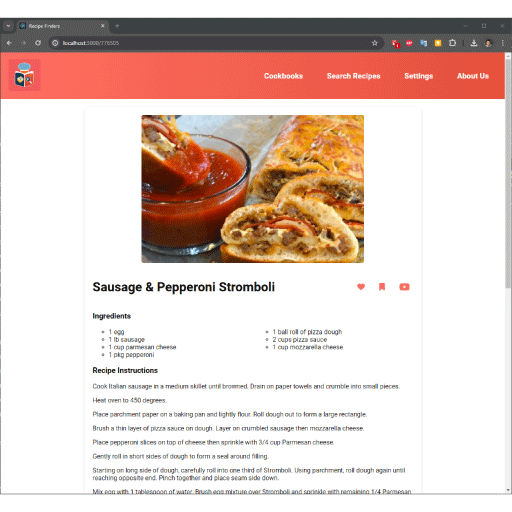 Recipe Finders
localhost:3000/776505
Cookbooks Search Recipes Settings About Us
Sausage & Pepperoni Stromboli
Ingredients
1 egg
1 lb sausage
1 cup parmesan cheese
1 pkg pepperoni
1 ball roll of pizza dough
2 cups pizza sauce
1 cup mozzarella cheese
Recipe Instructions
Cook Italian sausage in a medium skillet until browned. Drain on paper towels and crumble into small pieces.
Heat oven to 450 degrees.
Place parchment paper on a baking pan and lightly flour. Roll dough out to form a large rectangle.
Brush a thin layer of pizza sauce on dough. Layer on crumbled sausage then mozzarella cheese.
Place pepperoni slices on top of cheese then sprinkle with 3/4 cup Parmesan cheese.
Gently roll in short sides of dough to form a seal around filling.
Starting on long side of dough, carefully roll into one third of Stromboli. Using parchment, roll dough again until
reaching opposite end. Pinch together and place seam side down.
Mix egg with 1 tablespoon of water. Brush egg mixture over Stromboli and sprinkle with remaining 1/4 Parmesan